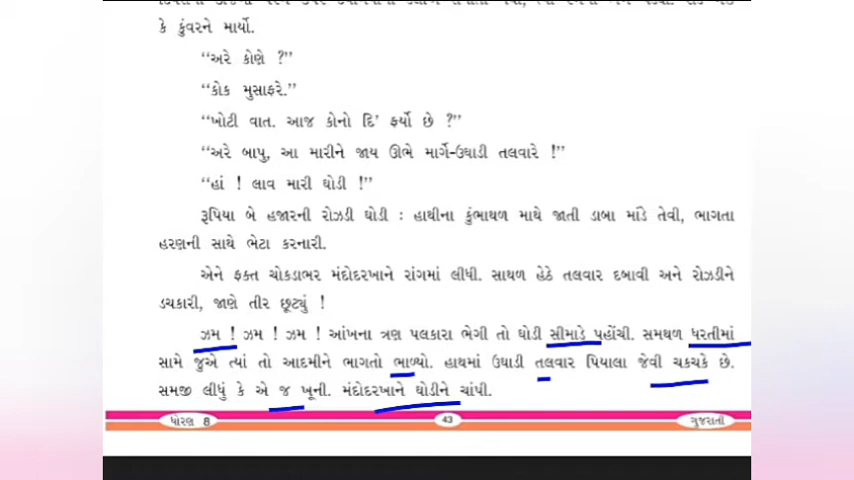 કે કુંવરને માર્યો.
“અરે કોણે ?”
“કોક મુસાફરે.”
“ખોટી વાત. આજ કોનો દિ’ ફર્યો છે ?”
“અરે બાપુ, આ મારીને જાય ઊભે માર્ગે-ઉઘાડી તલવારે !”
“હાં ! લાવ મારી ઘોડી !”
રૂપિયા બે હજારની રોઝડી ઘોડી : હાથીના કુંભાથળ માથે જાતી ડાબા માંડે તેવી, ભાગતા
હરણની સાથે ભેટા કરનારી.
એને ફક્ત ચોકડાભર મંદોદરખાને રાંગમાં લીધી. સાથળ હેઠે તલવાર દબાવી અને રોઝડીને
ડચકારી, જાણે તીર છૂટ્યું !
ઝમ ! ઝમ ! ઝમ ! આંખના ત્રણ પલકારા ભેગી તો ઘોડી સીમાડે પહોંચી. સમથળ ધરતીમાં
સામે જુએ ત્યાં તો આદમીને ભાગતો ભાળ્યો. હાથમાં ઉઘાડી તલવાર પિયાલા જેવી ચકચકે છે.
સમજી લીધું કે એ જ ખૂની. મંદોદરખાને ઘોડીને ચાંપી.
ધોરણ 8
43
ગુજરાતી